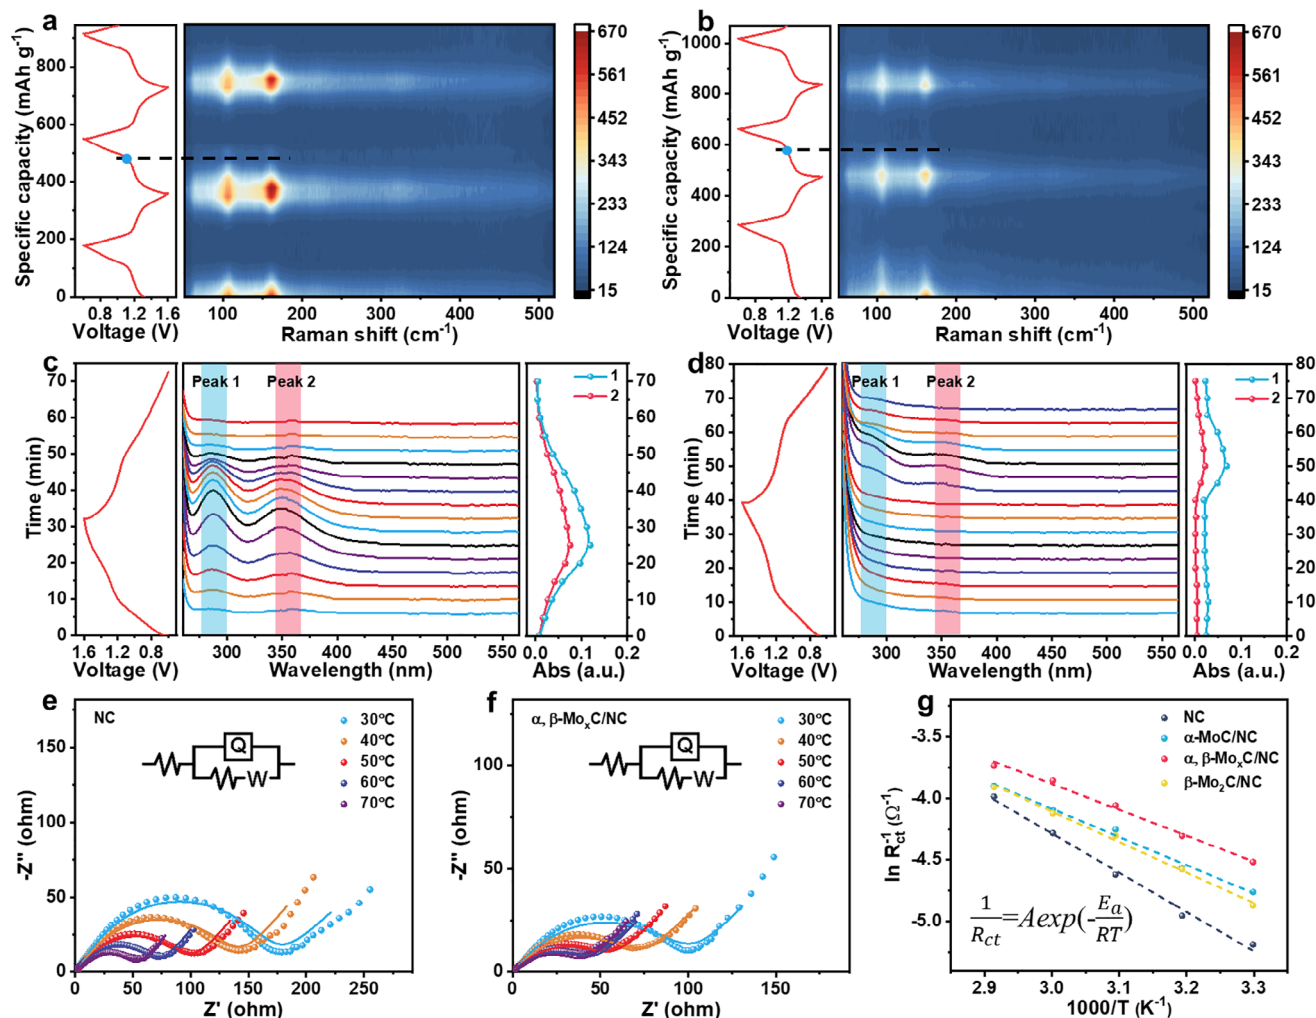 a
Specific capacity (mAh g⁻¹)
800
600
400
200
0
0.6 1.2 1.6
Voltage (V)
100 200 300 400 500
Raman shift (cm⁻¹)
670
561
452
343
233
124
15
b
Specific capacity (mAh g⁻¹)
1000
800
600
400
200
0
0.6 1.2 1.6
Voltage (V)
100 200 300 400 500
Raman shift (cm⁻¹)
670
561
452
343
233
124
15
c
Time (min)
70
60
50
40
30
20
10
0
1.6 1.2 0.8
Voltage (V)
Peak 1 Peak 2
300 350 400 450 500 550
Wavelength (nm)
1
2
70
60
50
40
30
20
10
0
0.0 0.1 0.2
Abs (a.u.)
d
Time (min)
80
70
60
50
40
30
20
10
0
1.6 1.2 0.8
Voltage (V)
Peak 1 Peak 2
300 350 400 450 500 550
Wavelength (nm)
1
2
80
70
60
50
40
30
20
10
0
0.0 0.1 0.2
Abs (a.u.)
e
NC
Q
W
30°C
40°C
50°C
60°C
70°C
-Z'' (ohm)
150
100
50
0
0 50 100 150 200 250
Z' (ohm)
f
α, β-MoₓC/NC
Q
W
30°C
40°C
50°C
60°C
70°C
-Z'' (ohm)
100
50
0
0 50 100 150
Z' (ohm)
g
NC
α-MoC/NC
α, β-MoₓC/NC
β-Mo₂C/NC
ln R_ct⁻¹ (Ω⁻¹)
-3.5
-4.0
-4.5
-5.0
1/R_ct=Aexp(-E_a/RT)
2.9 3.0 3.1 3.2 3.3
1000/T (K⁻¹)